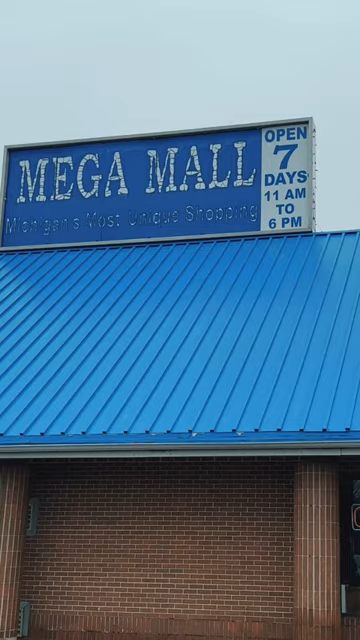 MEGA MALL
Michigan's Most Unique Shopping
OPEN
7
DAYS
11 AM
TO
6 PM